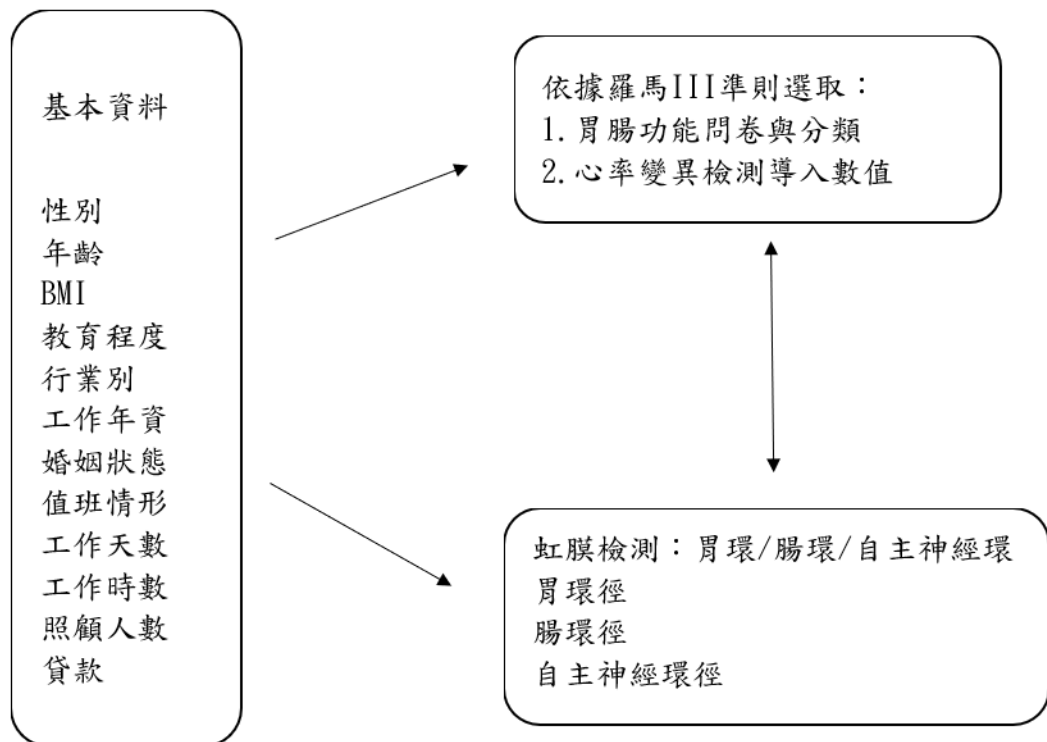 基本資料
性別
年齡
BMI
教育程度
行業別
工作年資
婚姻狀態
值班情形
工作天數
工作時數
照顧人數
貸款
依據羅馬III準則選取：
1.胃腸功能問卷與分類
2.心率變異檢測導入數值
虹膜檢測：胃環/腸環/自主神經環
胃環徑
腸環徑
自主神經環徑